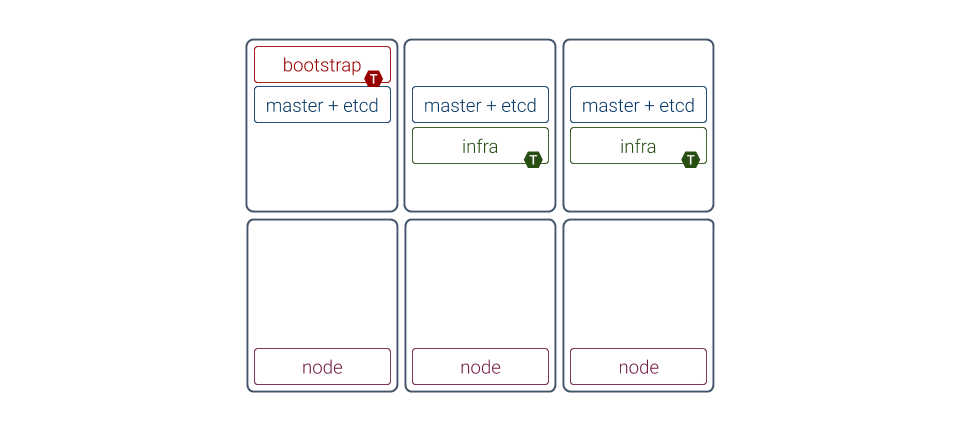 bootstrap
T
master + etcd
master + etcd
master + etcd
infra
T
infra
T
node
node
node